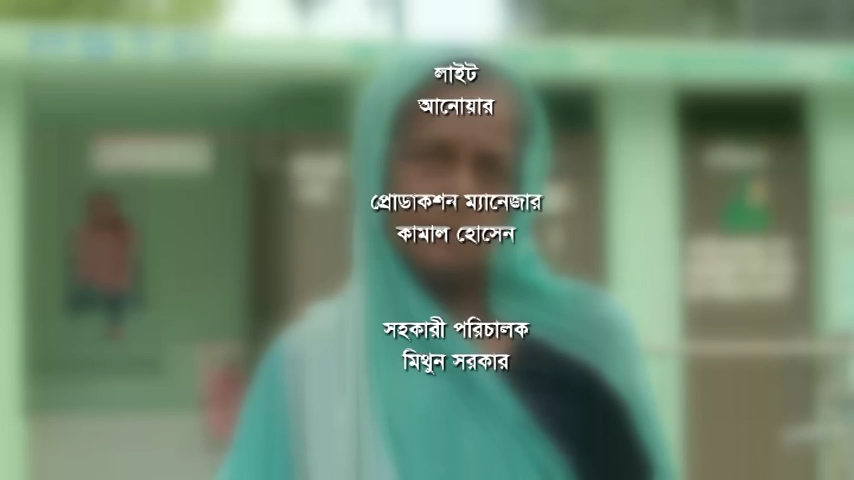 লাইট
আনোয়ার
প্রোডাকশন ম্যানেজার
কামাল হোসেন
সহকারী পরিচালক
মিথুন সরকার